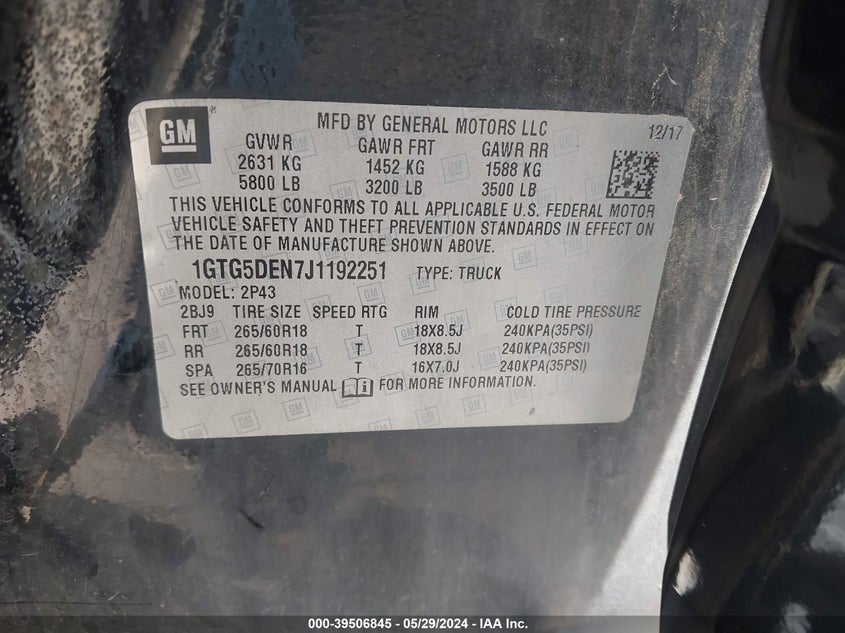 GM
MFD BY GENERAL MOTORS LLC
12/17
GVWR GAWR FRT GAWR RR
2631 KG 1452 KG 1588 KG
5800 LB 3200 LB 3500 LB
THIS VEHICLE CONFORMS TO ALL APPLICABLE U.S. FEDERAL MOTOR
VEHICLE SAFETY AND THEFT PREVENTION STANDARDS IN EFFECT ON
THE DATE OF MANUFACTURE SHOWN ABOVE.
1GTG5DEN7J1192251 TYPE: TRUCK
MODEL: 2P43
2BJ9 TIRE SIZE SPEED RTG RIM COLD TIRE PRESSURE
FRT 265/60R18 T 18X8.5J 240KPA(35PSI)
RR 265/60R18 T 18X8.5J 240KPA(35PSI)
SPA 265/70R16 T 16X7.0J 240KPA(35PSI)
SEE OWNER'S MANUAL FOR MORE INFORMATION.
000-39506845 - 05/29/2024 - IAA Inc.